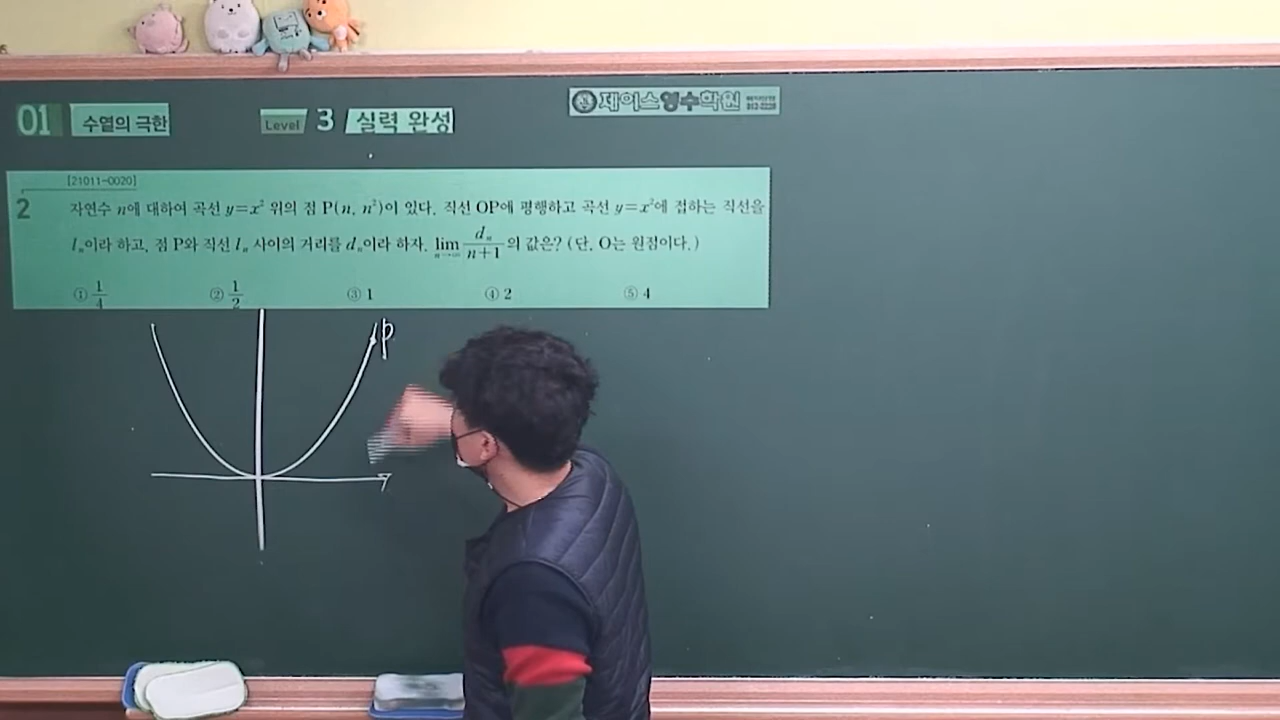 01 수열의 극한 Level 3 실력 완성 제이스영수학원
[21011-0020]
2 자연수 n에 대하여 곡선 y=x² 위의 점 P(n, n²)이 있다. 직선 OP에 평행하고 곡선 y=x²에 접하는 직선을
lₙ이라 하고, 점 P와 직선 lₙ 사이의 거리를 dₙ이라 하자. lim n→∞ dₙ/n+1 의 값은? (단, O는 원점이다.)
① 1/4 ② 1/2 ③ 1 ④ 2 ⑤ 4
P